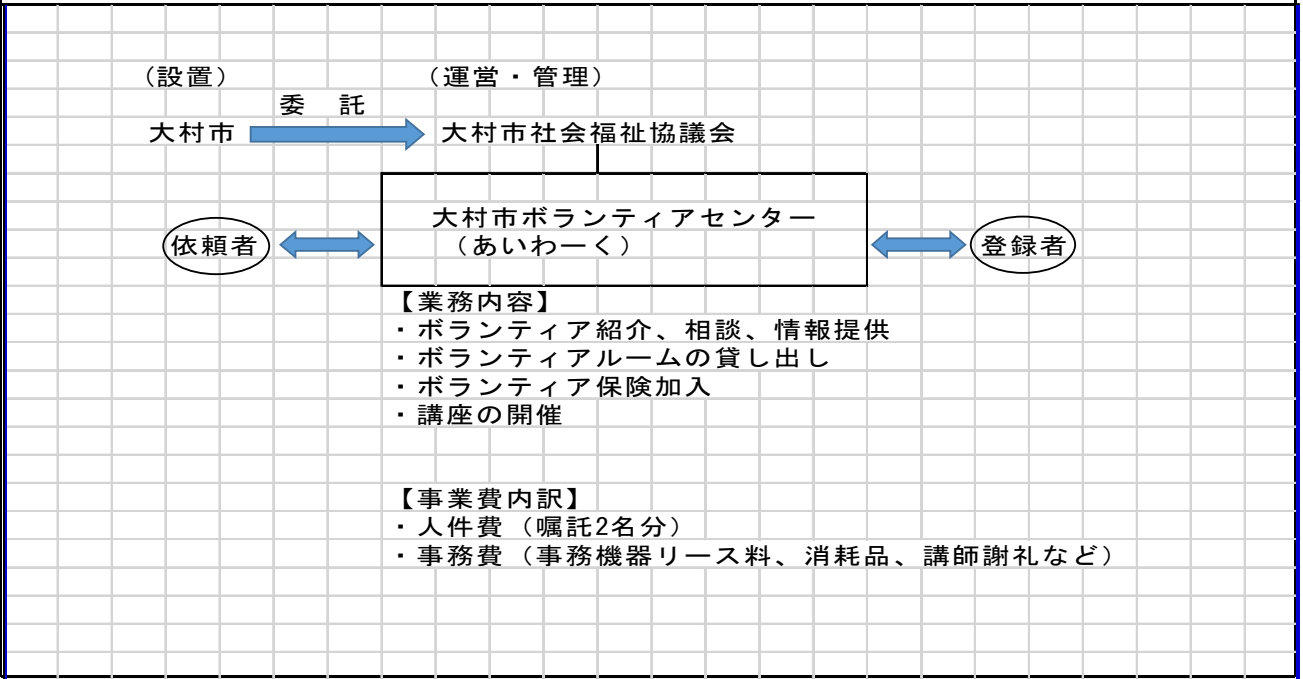 （設置）　（運営・管理）
委　託
大村市　大村市社会福祉協議会
大村市ボランティアセンター
依頼者　（あいわーく）　登録者
【業務内容】
・ボランティア紹介、相談、情報提供
・ボランティアルームの貸し出し
・ボランティア保険加入
・講座の開催
【事業費内訳】
・人件費（嘱託2名分）
・事務費（事務機器リース料、消耗品、講師謝礼など）